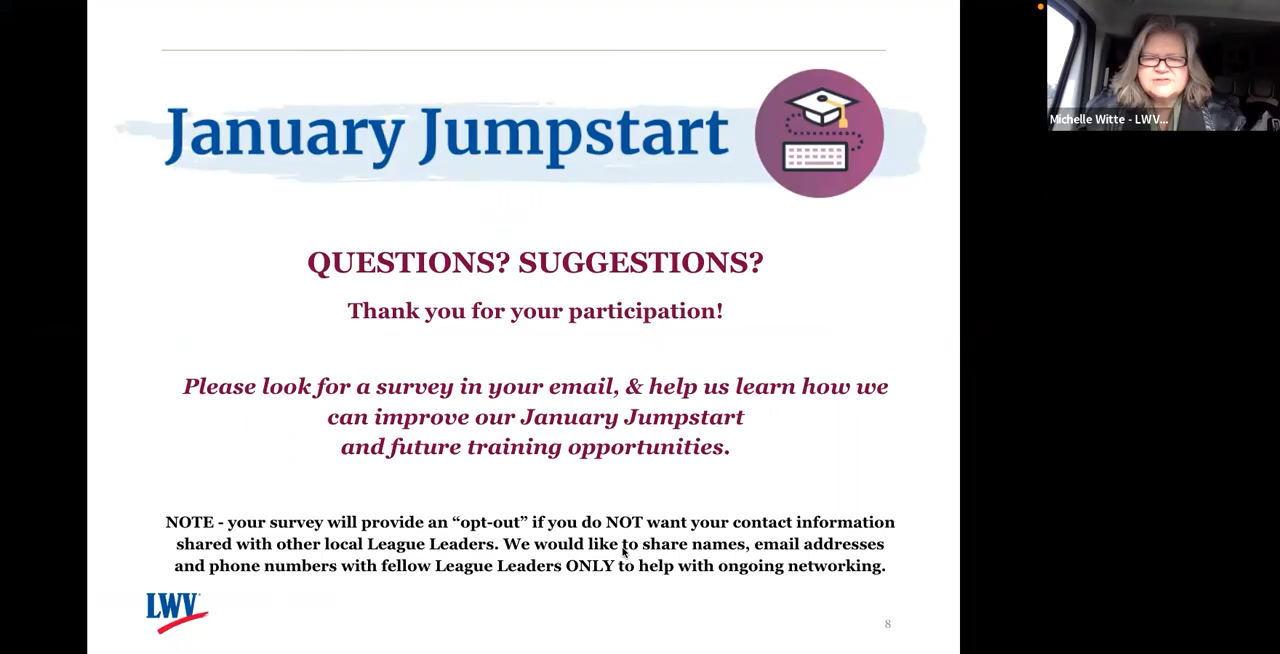 January Jumpstart
QUESTIONS? SUGGESTIONS?
Thank you for your participation!
Please look for a survey in your email, & help us learn how we
can improve our January Jumpstart
and future training opportunities.
NOTE - your survey will provide an “opt-out” if you do NOT want your contact information
shared with other local League Leaders. We would like to share names, email addresses
and phone numbers with fellow League Leaders ONLY to help with ongoing networking.
LWV
8
Michelle Witte - LWV...